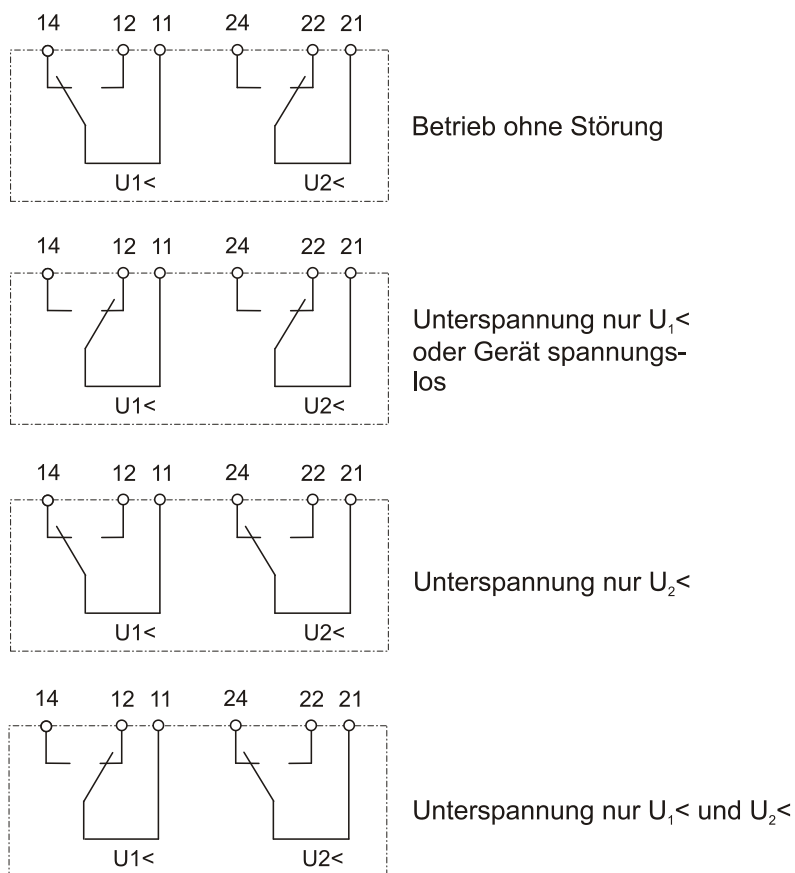 14 12 11 24 22 21
Betrieb ohne Störung
U1< U2<
14 12 11 24 22 21
Unterspannung nur U₁<
oder Gerät spannungs-
los
U1< U2<
14 12 11 24 22 21
Unterspannung nur U₂<
U1< U2<
14 12 11 24 22 21
Unterspannung nur U₁< und U₂<
U1< U2<